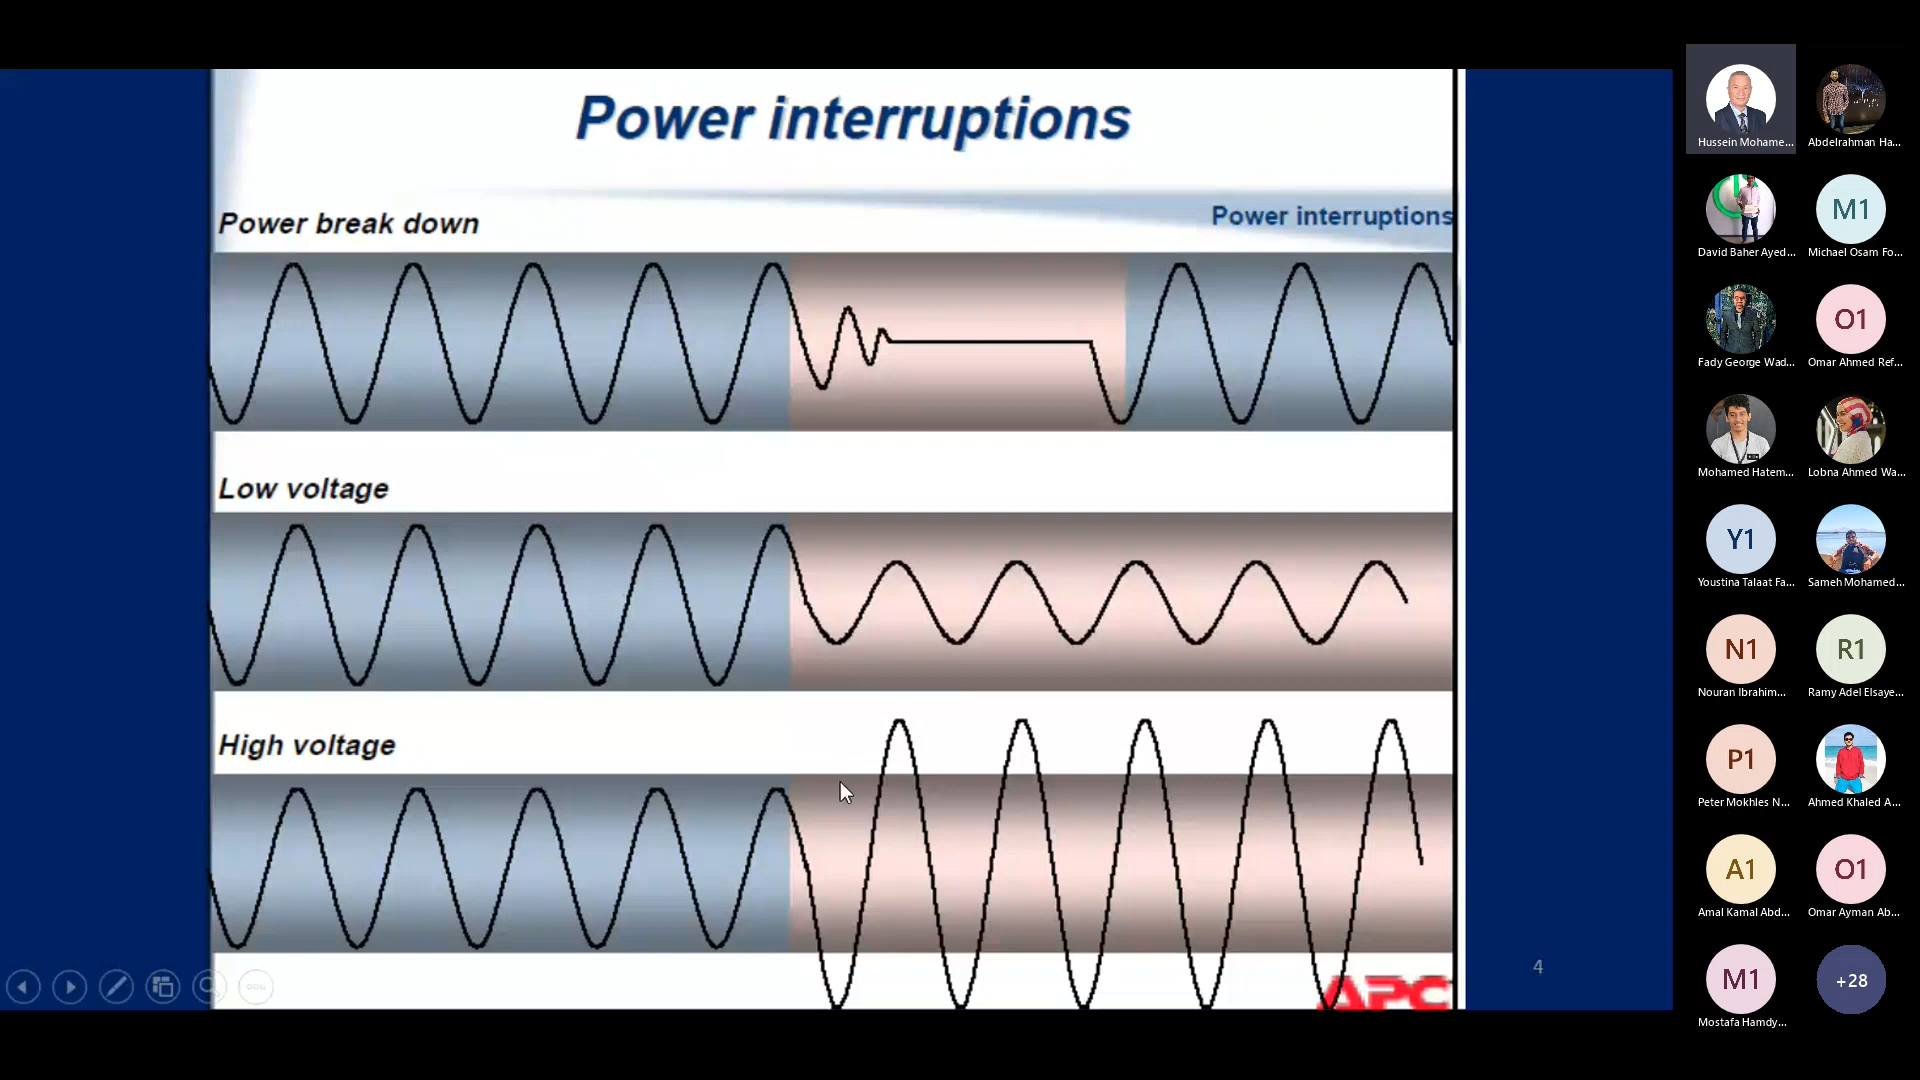 Power interruptions
Power break down
Power interruptions
Low voltage
High voltage
APC
4
Hussein Mohame...
Abdelrahman Ha...
David Baher Ayed...
M1
Michael Osam Fo...
Fady George Wad...
O1
Omar Ahmed Ref...
Mohamed Hatem...
Lobna Ahmed Wa...
Y1
Youstina Talaat Fa...
Sameh Mohamed...
N1
Nouran Ibrahim...
R1
Ramy Adel Elsaye...
P1
Peter Mokhles N...
Ahmed Khaled A...
A1
Amal Kamal Abd...
O1
Omar Ayman Ab...
M1
Mostafa Hamdy...
+28